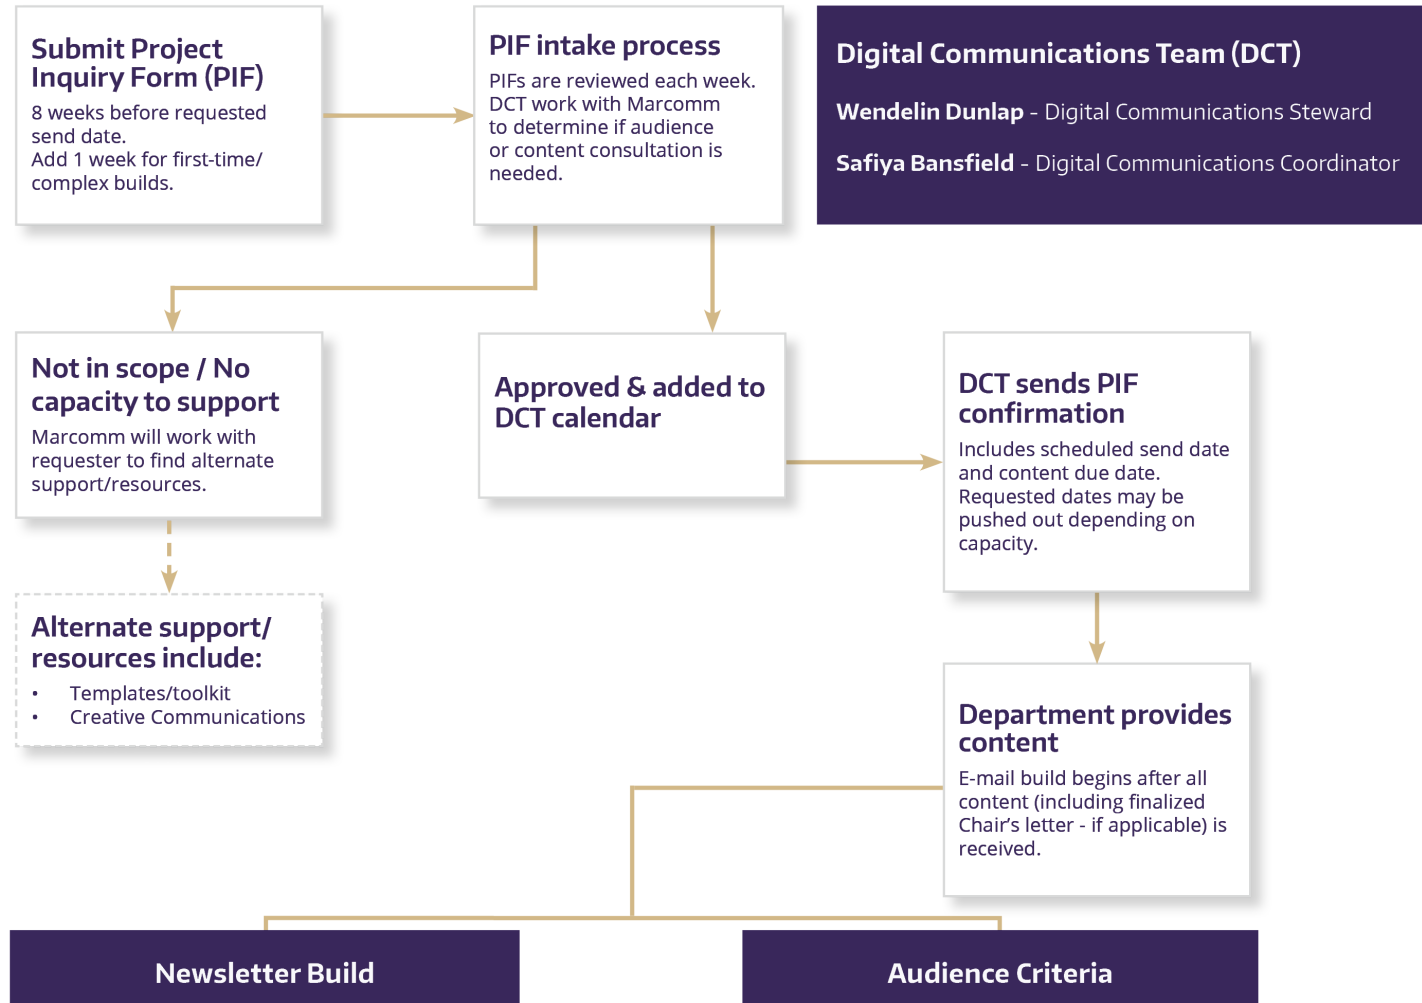 Submit Project
Inquiry Form (PIF)
8 weeks before requested
send date.
Add 1 week for first-time/
complex builds.
PIF intake process
PIFs are reviewed each week.
DCT work with Marcomm
to determine if audience
or content consultation is
needed.
Digital Communications Team (DCT)
Wendelin Dunlap - Digital Communications Steward
Safiya Bansfield - Digital Communications Coordinator
Not in scope / No
capacity to support
Marcomm will work with
requester to find alternate
support/resources.
Approved & added to
DCT calendar
DCT sends PIF
confirmation
Includes scheduled send date
and content due date.
Requested dates may be
pushed out depending on
capacity.
Alternate support/
resources include:
• Templates/toolkit
• Creative Communications
Department provides
content
E-mail build begins after all
content (including finalized
Chair’s letter - if applicable) is
received.
Newsletter Build
Audience Criteria